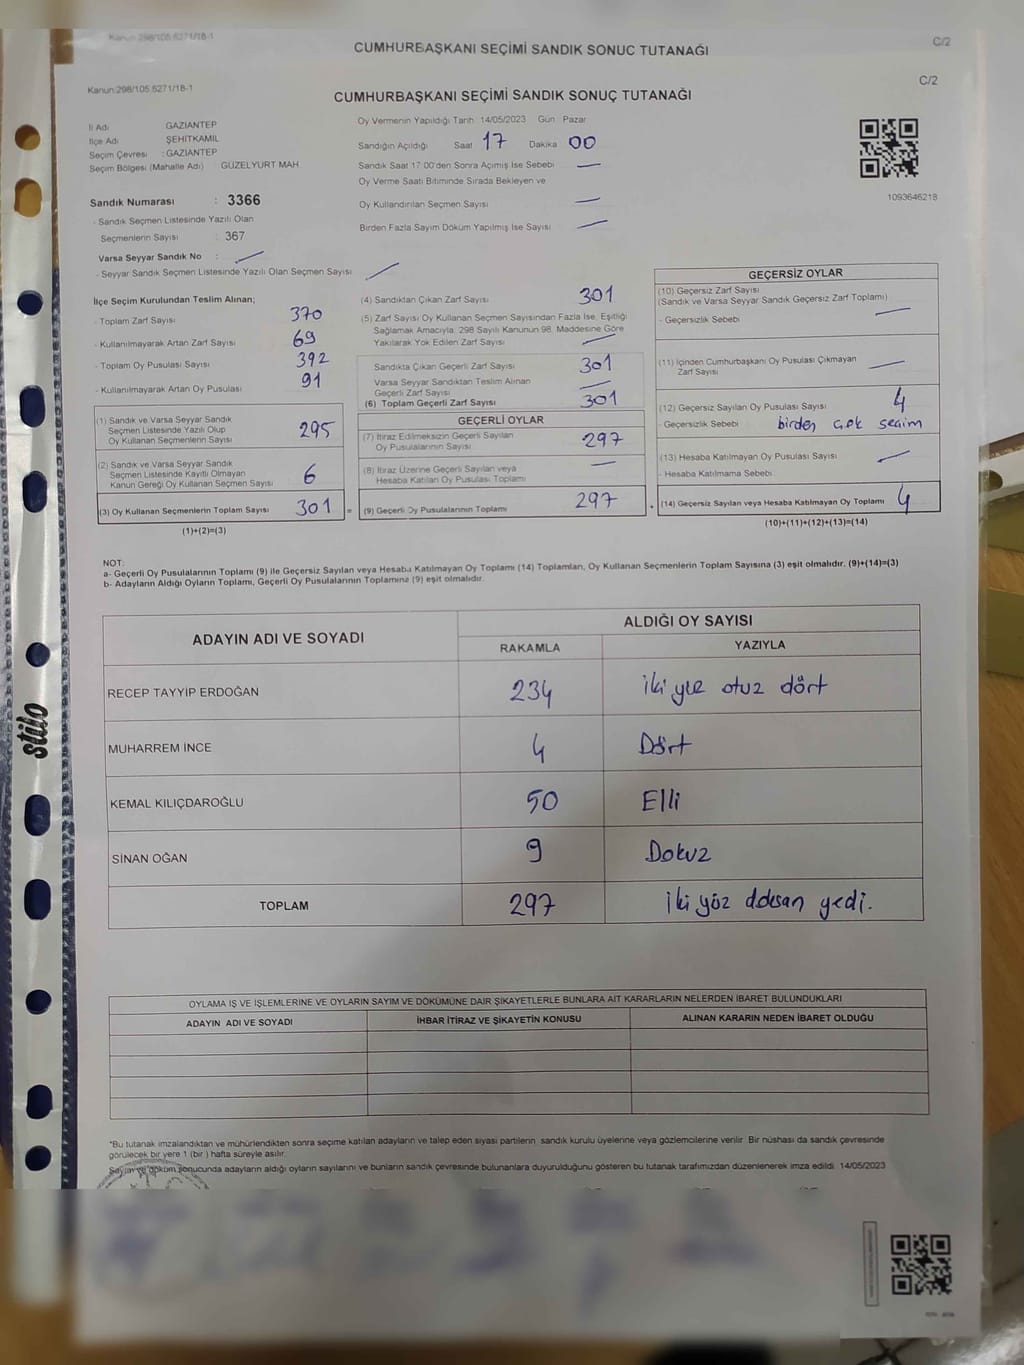 Kanun 298/105.6271/18-1
C/2
CUMHURBAŞKANI SEÇİMİ SANDIK SONUC TUTANAĞI
Kanun:298/105.6271/18-1
C/2
CUMHURBAŞKANI SEÇİMİ SANDIK SONUÇ TUTANAĞI
İl Adı GAZİANTEP
İlçe Adı ŞEHİTKAMİL
Seçim Çevresi : GAZİANTEP
Seçim Bölgesi (Mahalle Adı) GÜZELYURT MAH.
Oy Vermenin Yapıldığı Tarih 14/05/2023 Gün Pazar
Sandığın Açıldığı Saat 17 Dakika 00
Sandık Saat 17:00'den Sonra Açımış İse Sebebi
Oy Verme Saati Bitiminde Sırada Bekleyen ve
Oy Kullandırılan Seçmen Sayısı
Birden Fazla Sayım Döküm Yapılmış İse Sayısı
1093646218
Sandık Numarası : 3366
- Sandık Seçmen Listesinde Yazılı Olan
Seçmenlerin Sayısı : 367
Varsa Seyyar Sandık No :
- Seyyar Sandık Seçmen Listesinde Yazılı Olan Seçmen Sayısı
İlçe Seçim Kurulundan Teslim Alınan;
- Toplam Zarf Sayısı 370
- Kullanılmayarak Artan Zarf Sayısı 69
- Toplam Oy Pusulası Sayısı 392
- Kullanılmayarak Artan Oy Pusulası 91
(1) Sandık ve Varsa Seyyar Sandık
Seçmen Listesinde Yazılı Olup
Oy Kullanan Seçmenlerin Sayısı 295
(2) Sandık ve Varsa Seyyar Sandık
Seçmen Listesinde Kayıtlı Olmayan
Kanun Gereği Oy Kullanan Seçmen Sayısı 6
(3) Oy Kullanan Seçmenlerin Toplam Sayısı 301 =
(1)+(2)=(3)
(4) Sandıktan Çıkan Zarf Sayısı 301
(5) Zarf Sayısı Oy Kullanan Seçmen Sayısından Fazla İse, Eşitliği
Sağlamak Amacıyla, 298 Sayılı Kanunun 98. Maddesine Göre
Yakılarak Yok Edilen Zarf Sayısı
Sandıkta Çıkan Geçerli Zarf Sayısı 301
Varsa Seyyar Sandıktan Teslim Alınan
Geçerli Zarf Sayısı
(6) Toplam Geçerli Zarf Sayısı 301
GEÇERLİ OYLAR
(7) İtiraz Edilmeksizin Geçerli Sayılan
Oy Pusulasının Sayısı 297
(8) İtiraz Üzerine Geçerli Sayılan veya
Hesaba Katılan Oy Pusulası Toplamı
(9) Geçerli Oy Pusulalarının Toplamı 297
GEÇERSİZ OYLAR
(10) Geçersiz Zarf Sayısı
(Sandık ve Varsa Seyyar Sandık Geçersiz Zarf Toplamı)
- Geçersizlik Sebebi
(11) İçinden Cumhurbaşkanı Oy Pusulası Çıkmayan
Zarf Sayısı
(12) Geçersiz Sayılan Oy Pusulası Sayısı 4
- Geçersizlik Sebebi birden çok seçim
(13) Hesaba Katılmayan Oy Pusulası Sayısı
- Hesaba Katılmama Sebebi
(14) Geçersiz Sayılan veya Hesaba Katılmayan Oy Toplamı 4
(10)+(11)+(12)+(13)=(14)
NOT:
a- Geçerli Oy Pusulalarının Toplamı (9) ile Geçersiz Sayılan veya Hesaba Katılmayan Oy Toplamı (14) Toplamları, Oy Kullanan Seçmenlerin Toplam Sayısına (3) eşit olmalıdır. (9)+(14)=(3)
b- Adayların Aldığı Oyların Toplamı, Geçerli Oy Pusulalarının Toplamına (9) eşit olmalıdır.
ADAYIN ADI VE SOYADI ALDIĞI OY SAYISI
RAKAMLA YAZIYLA
RECEP TAYYİP ERDOĞAN 234 iki yüz otuz dört
MUHARREM İNCE 4 Dört
KEMAL KILIÇDAROĞLU 50 Elli
SİNAN OĞAN 9 Dokuz
TOPLAM 297 iki yüz doksan yedi.
OYLAMA İŞ VE İŞLEMLERİNE VE OYLARIN SAYIM VE DÖKÜMÜNE DAİR ŞİKAYETLERLE BUNLARA AİT KARARLARIN NELERDEN İBARET BULUNDUKLARI
ADAYIN ADI VE SOYADI İHBAR İTİRAZ VE ŞİKAYETİN KONUSU ALINAN KARARIN NEDEN İBARET OLDUĞU
*Bu tutanak imzalandıktan ve mühürlendikten sonra seçime katılan adayların ve talep eden siyasi partilerin sandık kurulu üyelerine veya gözlemcilerine verilir. Bir nüshası da sandık çevresinde
görülecek bir yere 1 (bir) hafta süreyle asılır.
Sayım ve döküm sonucunda adayların aldığı oyların sayılarını ve bunların sandık çevresinde bulunanlara duyurulduğunu gösteren bu tutanak tarafımızdan düzenlenerek imza edildi. 14/05/2023
stilo